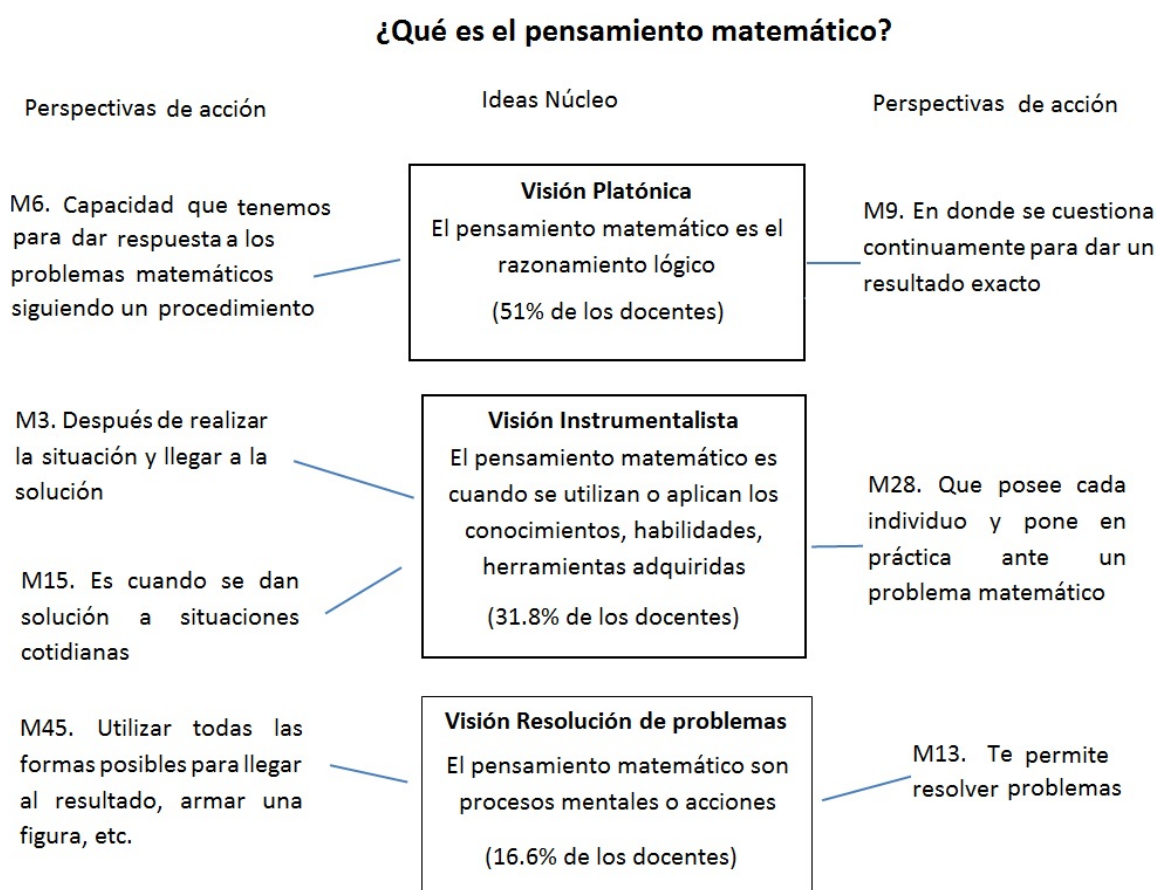 ¿Qué es el pensamiento matemático?
Perspectivas de acción
Ideas Núcleo
Perspectivas de acción
M6. Capacidad que tenemos
para dar respuesta a los
problemas matemáticos
siguiendo un procedimiento
Visión Platónica
El pensamiento matemático es el
razonamiento lógico
(51% de los docentes)
M9. En donde se cuestiona
continuamente para dar un
resultado exacto
M3. Después de realizar
la situación y llegar a la
solución
M15. Es cuando se dan
solución a situaciones
cotidianas
Visión Instrumentalista
El pensamiento matemático es
cuando se utilizan o aplican los
conocimientos, habilidades,
herramientas adquiridas
(31.8% de los docentes)
M28. Que posee cada
individuo y pone en
práctica ante un
problema matemático
M45. Utilizar todas las
formas posibles para llegar
al resultado, armar una
figura, etc.
Visión Resolución de problemas
El pensamiento matemático son
procesos mentales o acciones
(16.6% de los docentes)
M13. Te permite
resolver problemas